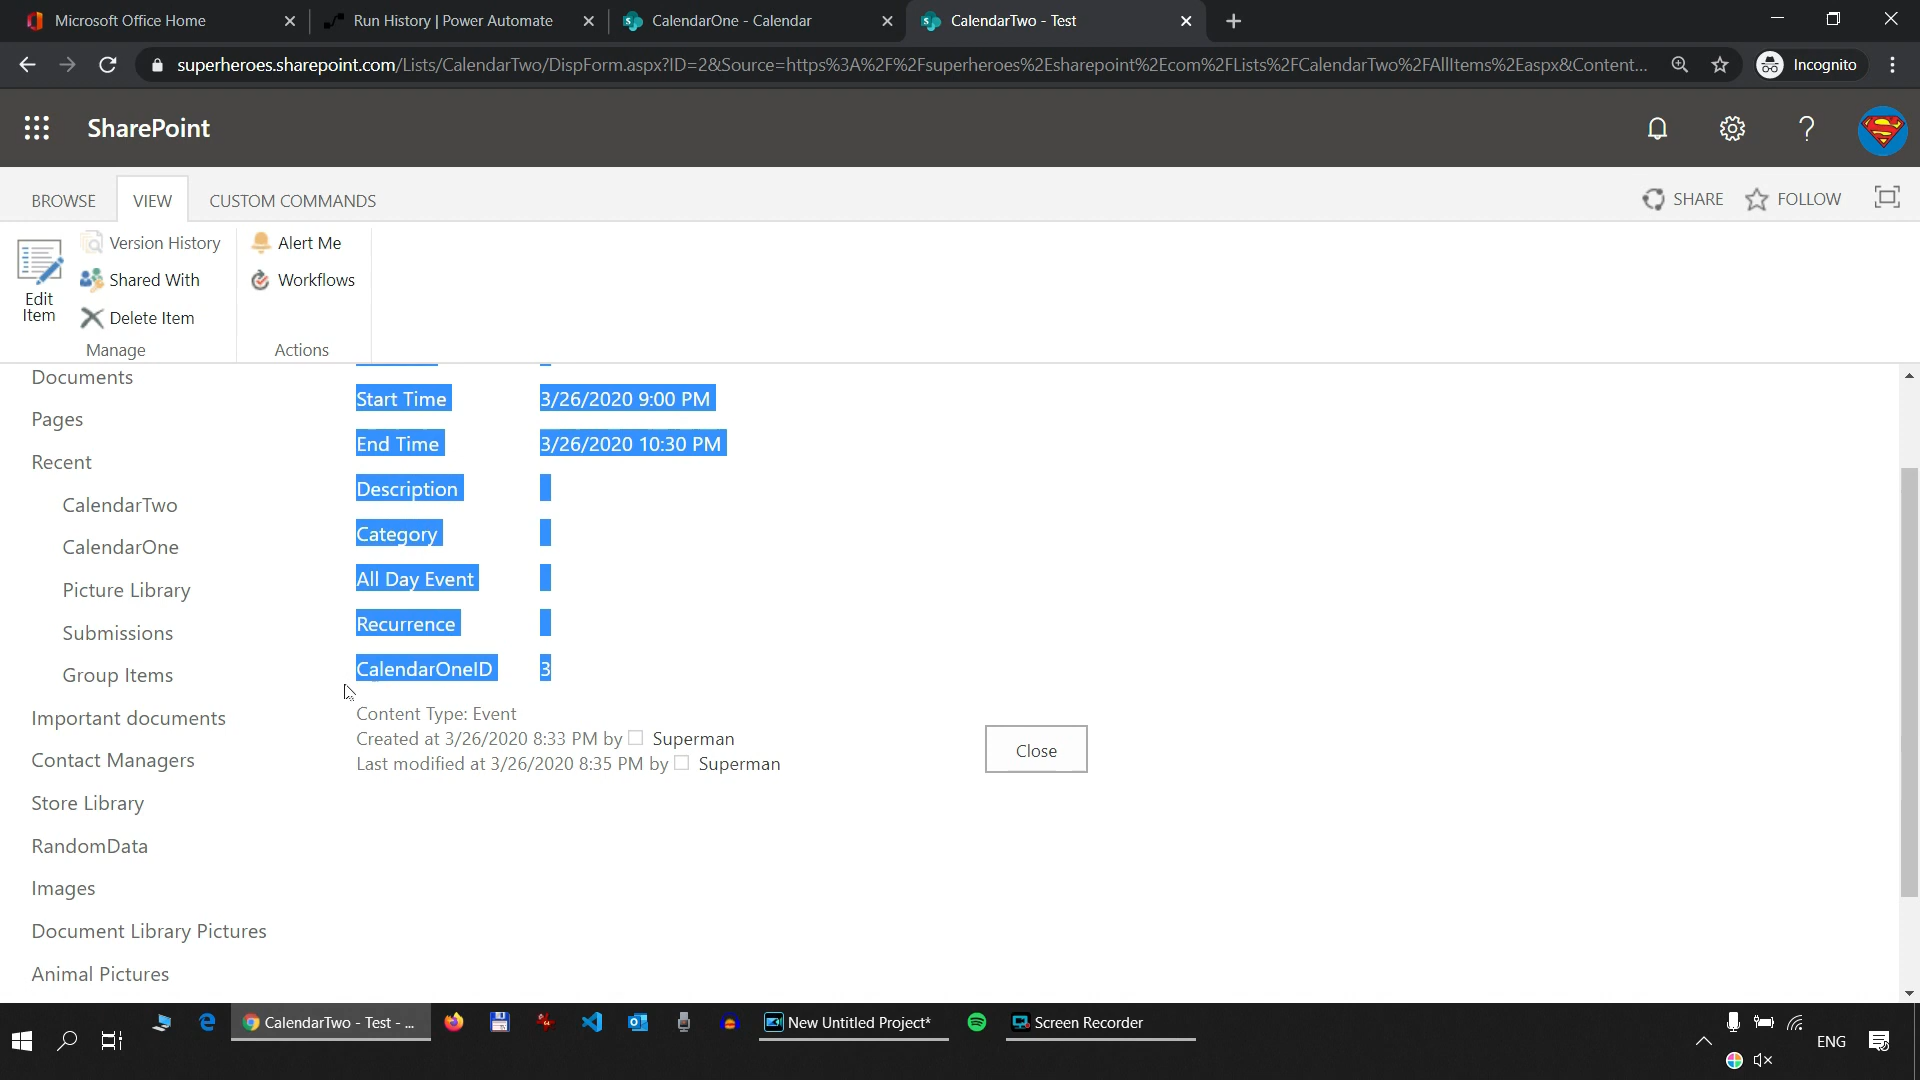 Microsoft Office Home
Run History | Power Automate
CalendarOne - Calendar
CalendarTwo - Test
superheroes.sharepoint.com/Lists/CalendarTwo/DispForm.aspx?ID=2&Source=https%3A%2F%2Fsuperheroes%2Esharepoint%2Ecom%2FLists%2FCalendarTwo%2FAllItems%2Easpx&Content...
Incognito
SharePoint
BROWSE
VIEW
CUSTOM COMMANDS
SHARE
FOLLOW
Edit
Item
Version History
Shared With
Delete Item
Manage
Alert Me
Workflows
Actions
Documents
Pages
Recent
CalendarTwo
CalendarOne
Picture Library
Submissions
Group Items
Important documents
Contact Managers
Store Library
RandomData
Images
Document Library Pictures
Animal Pictures
Start Time 3/26/2020 9:00 PM
End Time 3/26/2020 10:30 PM
Description
Category
All Day Event
Recurrence
CalendarOneID 3
Content Type: Event
Created at 3/26/2020 8:33 PM by Superman
Last modified at 3/26/2020 8:35 PM by Superman
Close
CalendarTwo - Test - ...
New Untitled Project*
Screen Recorder
ENG